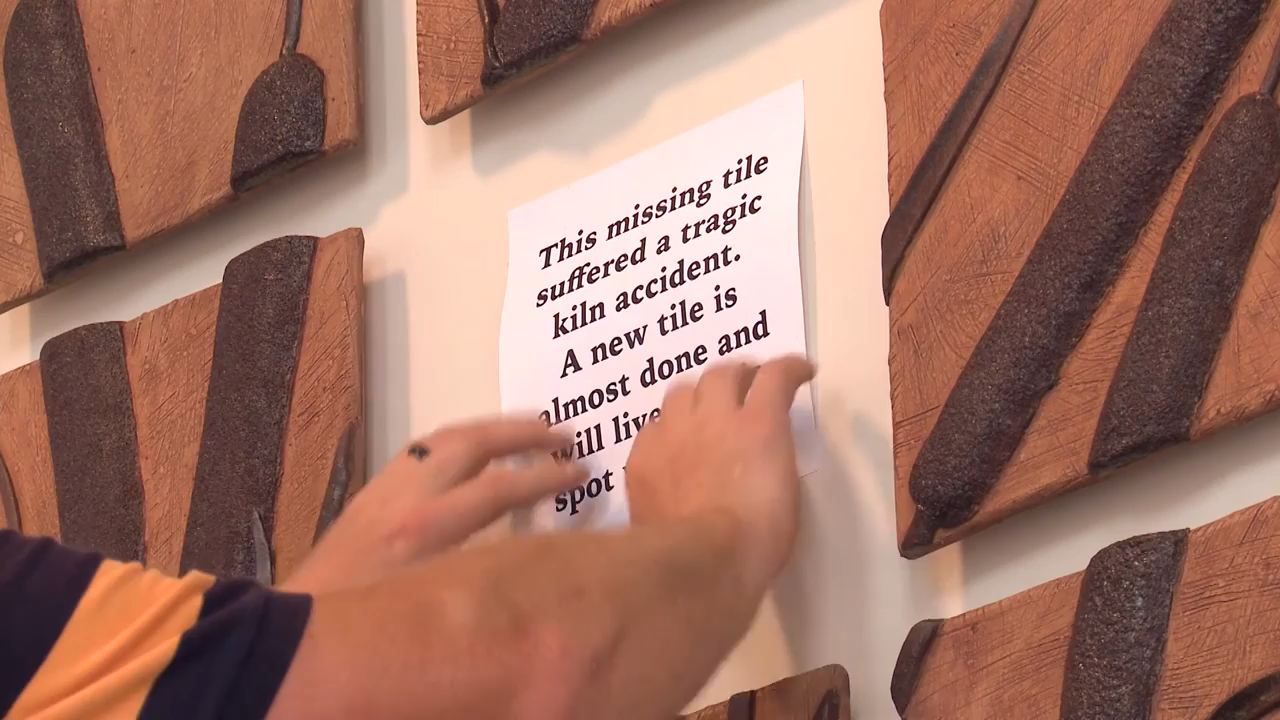 This missing tile
suffered a tragic
kiln accident.
A new tile is
almost done and
will live
spot